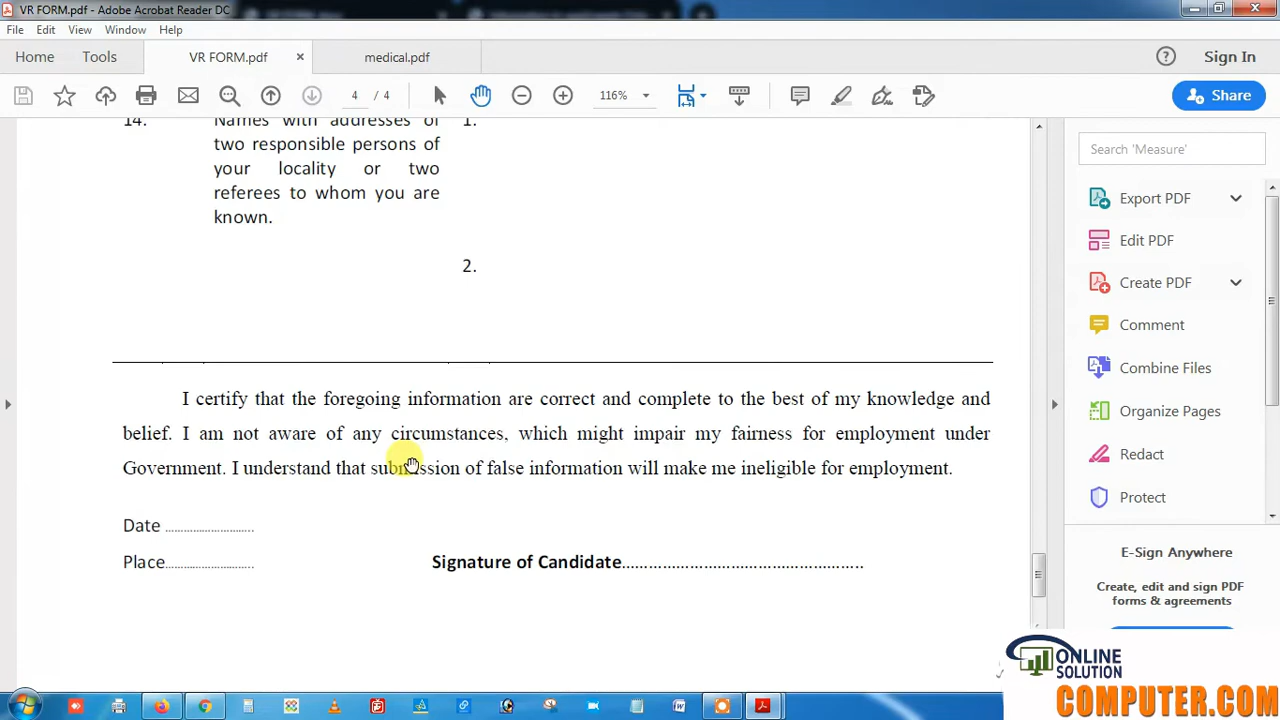 VR FORM.pdf - Adobe Acrobat Reader DC
File Edit View Window Help
Home Tools VR FORM.pdf × medical.pdf ? Sign In
4 / 4 116% Share
14. Names with addresses of 1.
two responsible persons of
your locality or two
referees to whom you are
known.
2.
I certify that the foregoing information are correct and complete to the best of my knowledge and
belief. I am not aware of any circumstances, which might impair my fairness for employment under
Government. I understand that submission of false information will make me ineligible for employment.
Date ............................
Place............................ Signature of Candidate.................................................
Search 'Measure'
Export PDF
Edit PDF
Create PDF
Comment
Combine Files
Organize Pages
Redact
Protect
E-Sign Anywhere
Create, edit and sign PDF
forms & agreements
ONLINE
SOLUTION
COMPUTER.COM